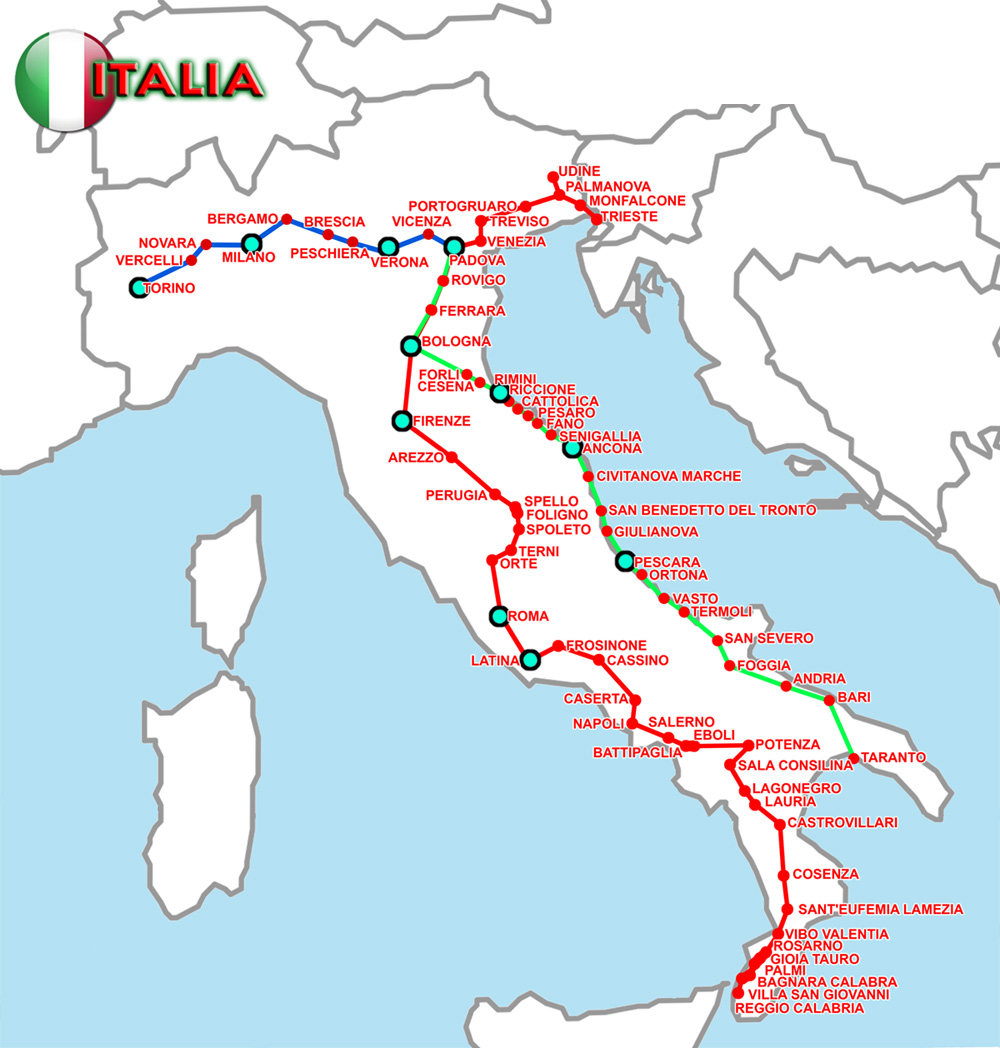 ITALIA
UDINE
PALMANOVA
MONFALCONE
PORTOGRUARO
TREVISO
TRIESTE
BERGAMO
BRESCIA
VICENZA
VENEZIA
NOVARA
PESCHIERA
MILANO
VERONA
PADOVA
VERCELLI
TORINO
ROVIGO
FERRARA
BOLOGNA
FORLI
RIMINI
CESENA
RICCIONE
CATTOLICA
PESARO
FANO
FIRENZE
SENIGALLIA
ANCONA
AREZZO
CIVITANOVA MARCHE
PERUGIA
SPELLO
FOLIGNO
SAN BENEDETTO DEL TRONTO
SPOLETO
GIULIANOVA
TERNI
ORTE
PESCARA
ORTONA
VASTO
TERMOLI
ROMA
SAN SEVERO
FROSINONE
LATINA
CASSINO
FOGGIA
ANDRIA
CASERTA
BARI
NAPOLI
SALERNO
EBOLI
BATTIPAGLIA
POTENZA
TARANTO
SALA CONSILINA
LAGONEGRO
LAURIA
CASTROVILLARI
COSENZA
SANT'EUFEMIA LAMEZIA
VIBO VALENTIA
ROSARNO
GIOIA TAURO
PALMI
BAGNARA CALABRA
VILLA SAN GIOVANNI
REGGIO CALABRIA